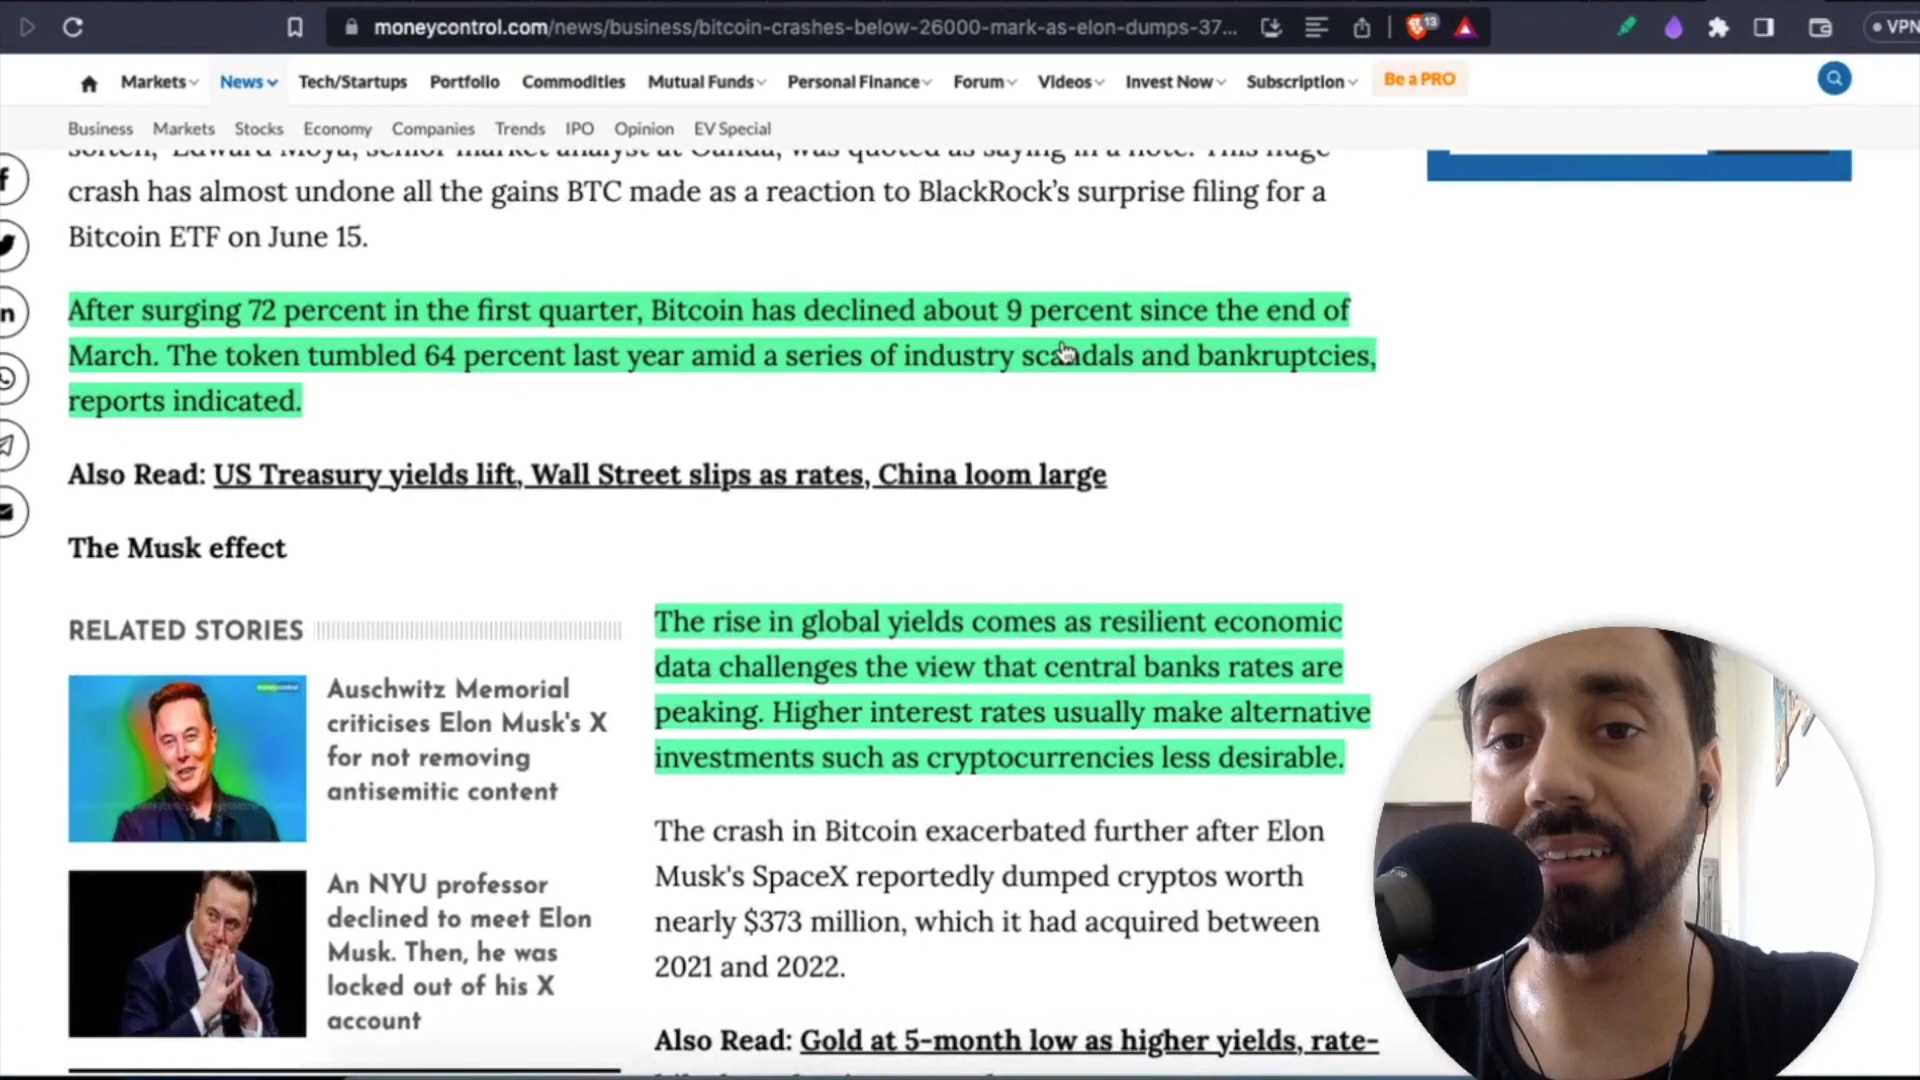 moneycontrol.com/news/business/bitcoin-crashes-below-26000-mark-as-elon-dumps-37...
13
VPN
Markets News Tech/Startups Portfolio Commodities Mutual Funds Personal Finance Forum Videos Invest Now Subscription Be a PRO
Business Markets Stocks Economy Companies Trends IPO Opinion EV Special
soften," Edward Moya, senior market analyst at Oanda, was quoted as saying in a note. This huge
crash has almost undone all the gains BTC made as a reaction to BlackRock's surprise filing for a
Bitcoin ETF on June 15.
After surging 72 percent in the first quarter, Bitcoin has declined about 9 percent since the end of
March. The token tumbled 64 percent last year amid a series of industry scandals and bankruptcies,
reports indicated.
Also Read: US Treasury yields lift, Wall Street slips as rates, China loom large
The Musk effect
RELATED STORIES
Auschwitz Memorial
criticises Elon Musk's X
for not removing
antisemitic content
An NYU professor
declined to meet Elon
Musk. Then, he was
locked out of his X
account
The rise in global yields comes as resilient economic
data challenges the view that central banks rates are
peaking. Higher interest rates usually make alternative
investments such as cryptocurrencies less desirable.
The crash in Bitcoin exacerbated further after Elon
Musk's SpaceX reportedly dumped cryptos worth
nearly $373 million, which it had acquired between
2021 and 2022.
Also Read: Gold at 5-month low as higher yields, rate-